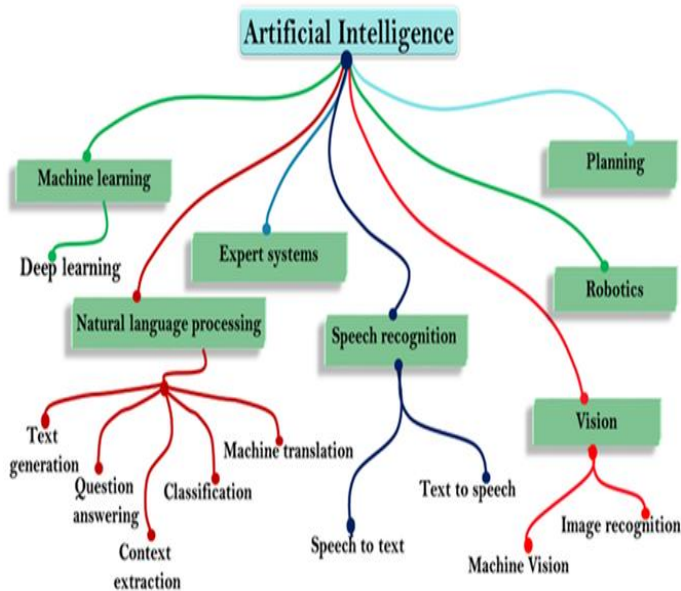 Artificial Intelligence
Machine learning
Planning
Deep learning
Expert systems
Robotics
Natural language processing
Speech recognition
Vision
Text
generation
Question
answering
Context
extraction
Classification
Machine translation
Speech to text
Text to speech
Machine Vision
Image recognition